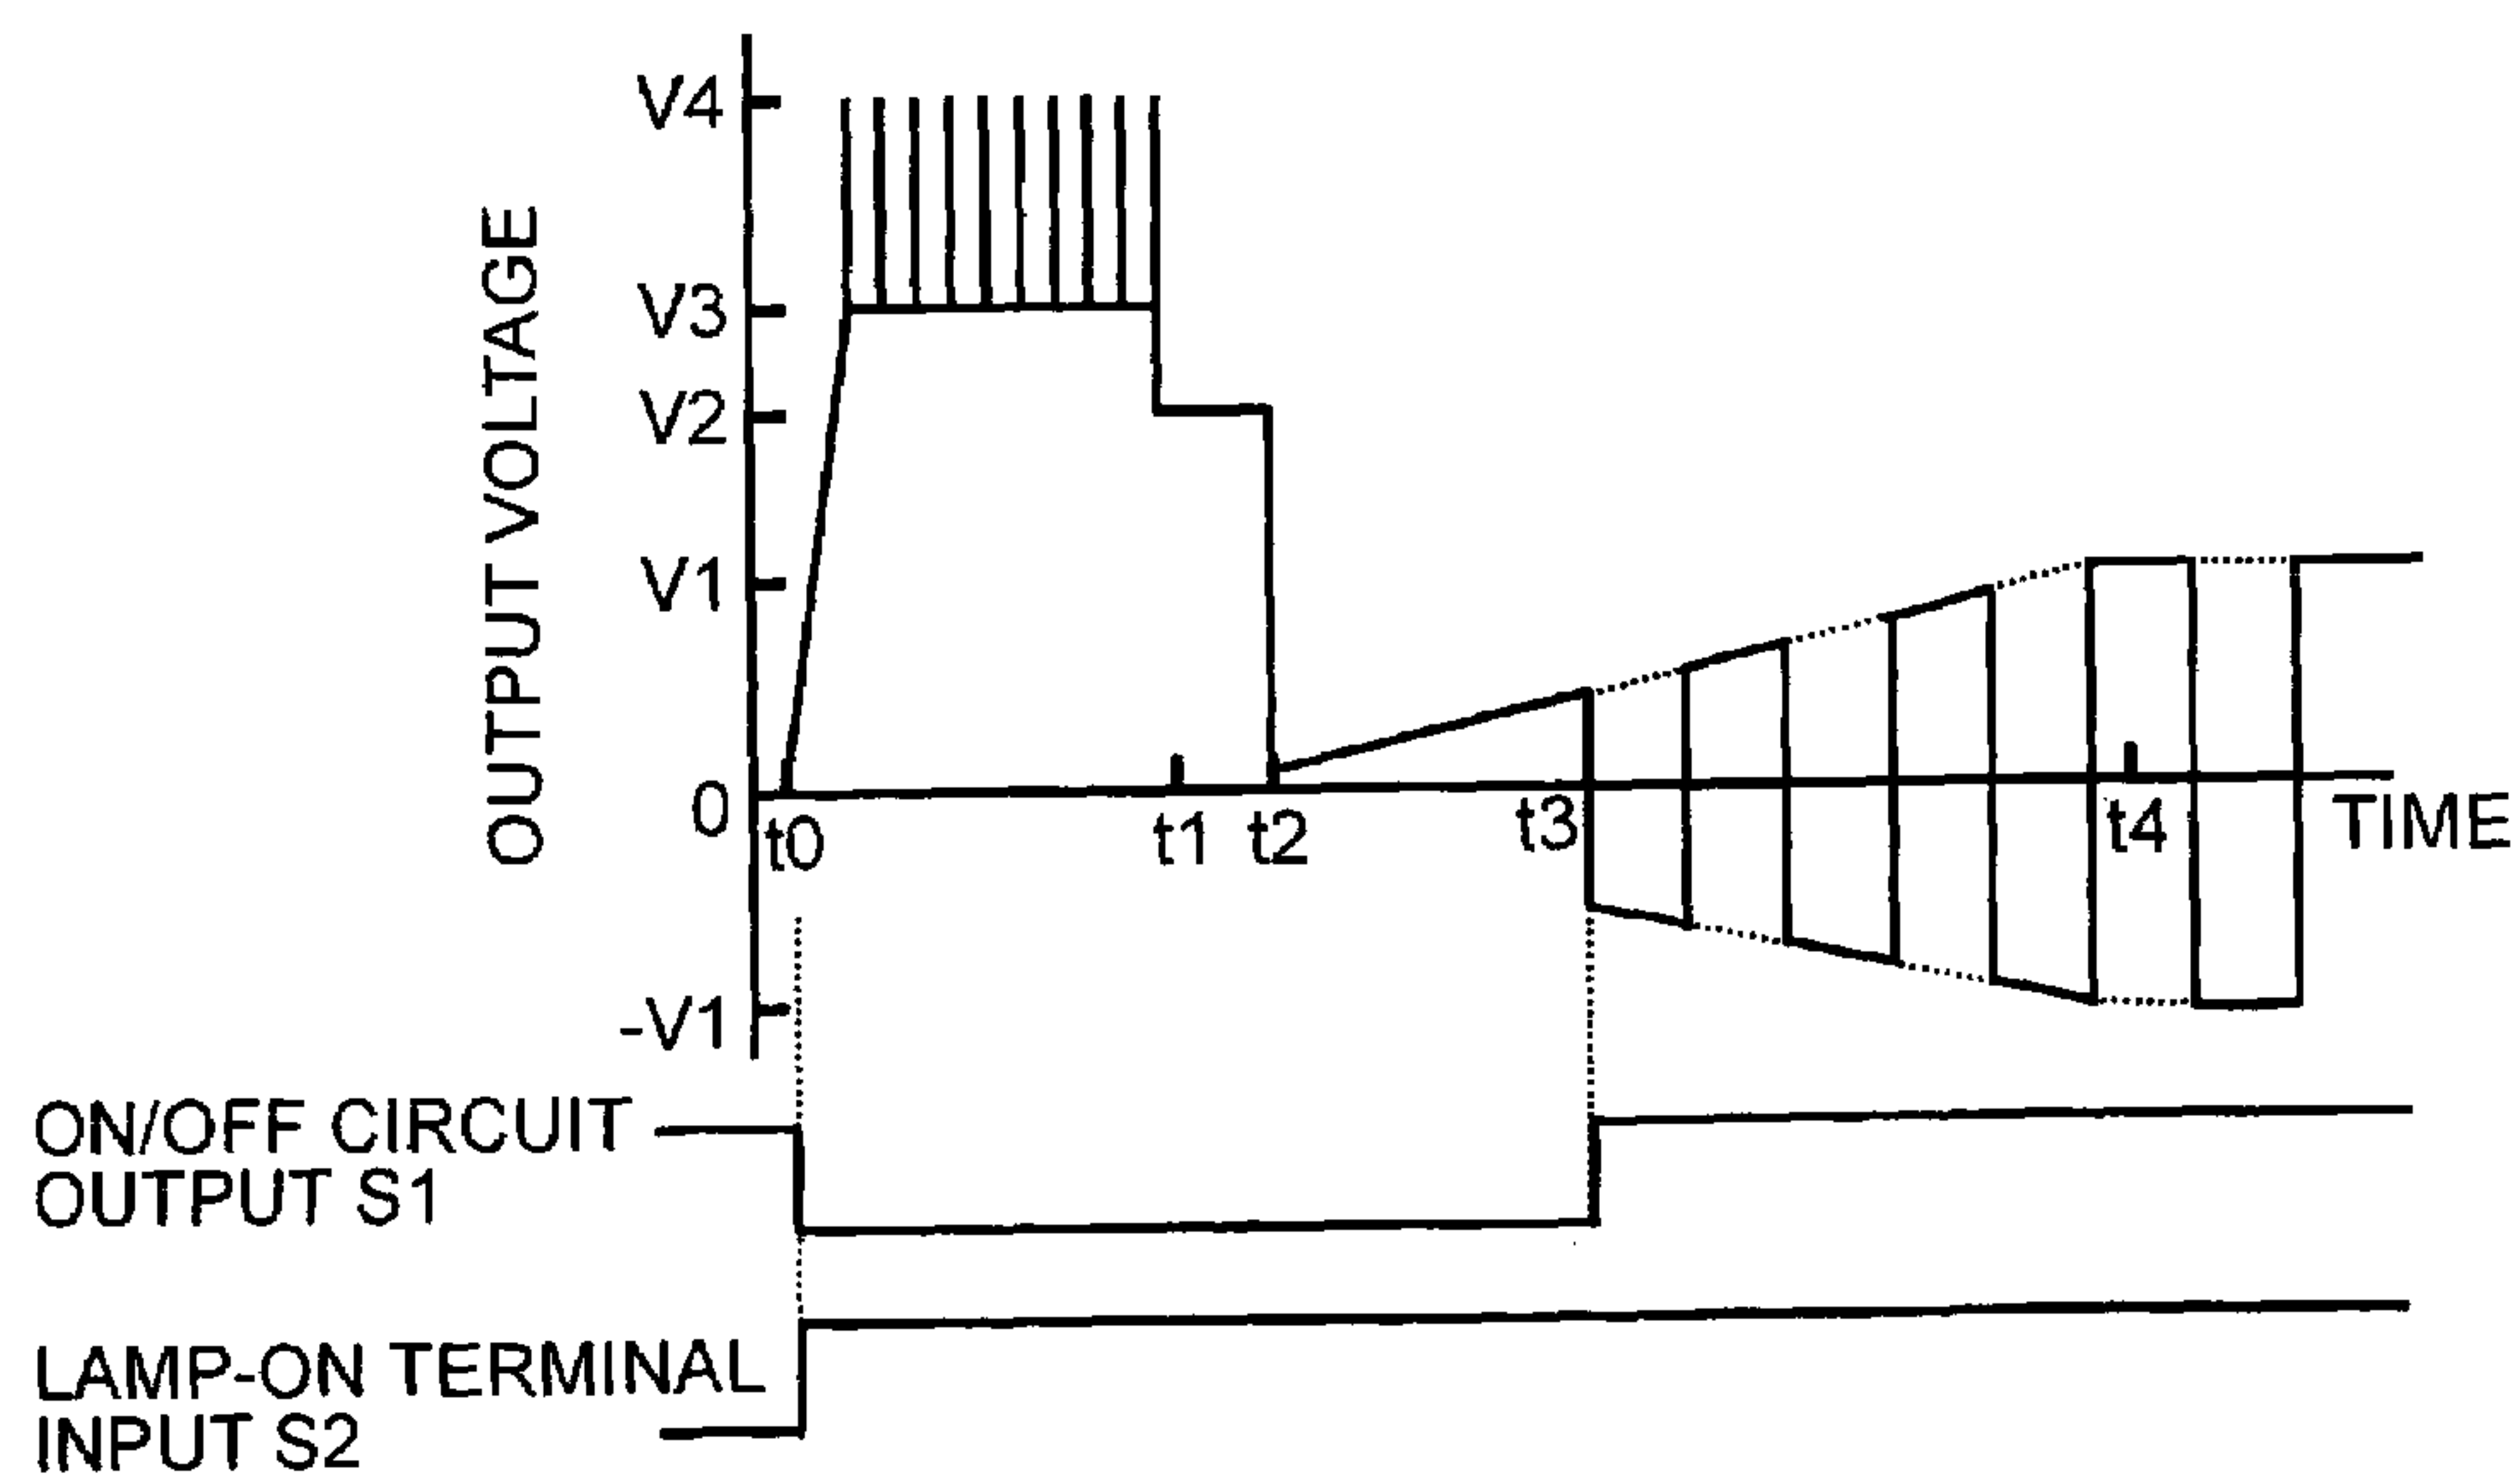 OUTPUT VOLTAGE
V4
V3
V2
V1
0
-V1
t0
t1
t2
t3
t4
TIME
ON/OFF CIRCUIT
OUTPUT S1
LAMP-ON TERMINAL
INPUT S2